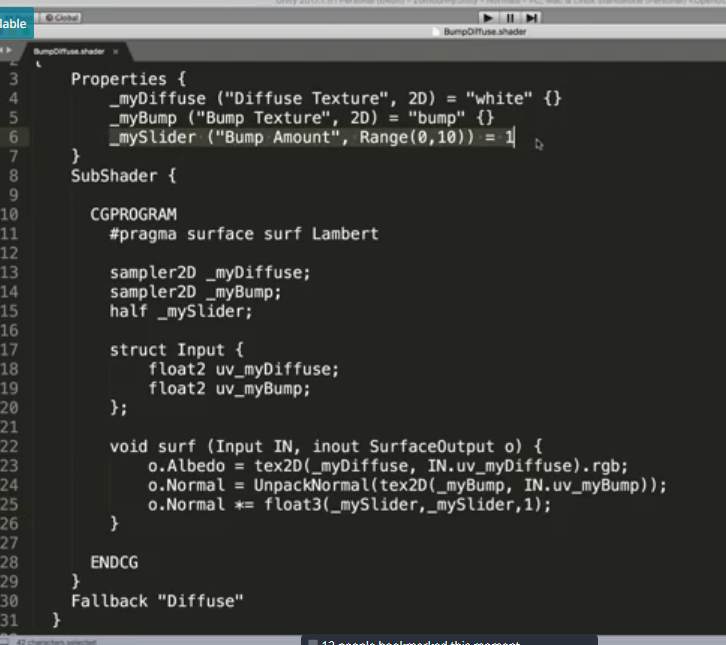 lable
Global
BumpDiffuse.shader
BumpDiffuse.shader ×
2 {
3 Properties {
4 _myDiffuse ("Diffuse Texture", 2D) = "white" {}
5 _myBump ("Bump Texture", 2D) = "bump" {}
6 _mySlider ("Bump Amount", Range(0,10)) = 1
7 }
8 SubShader {
9
10 CGPROGRAM
11 #pragma surface surf Lambert
12
13 sampler2D _myDiffuse;
14 sampler2D _myBump;
15 half _mySlider;
16
17 struct Input {
18 float2 uv_myDiffuse;
19 float2 uv_myBump;
20 };
21
22 void surf (Input IN, inout SurfaceOutput o) {
23 o.Albedo = tex2D(_myDiffuse, IN.uv_myDiffuse).rgb;
24 o.Normal = UnpackNormal(tex2D(_myBump, IN.uv_myBump));
25 o.Normal *= float3(_mySlider,_mySlider,1);
26 }
27
28 ENDCG
29 }
30 Fallback "Diffuse"
31 }
42 characters selected
12 people bookmarked this moment